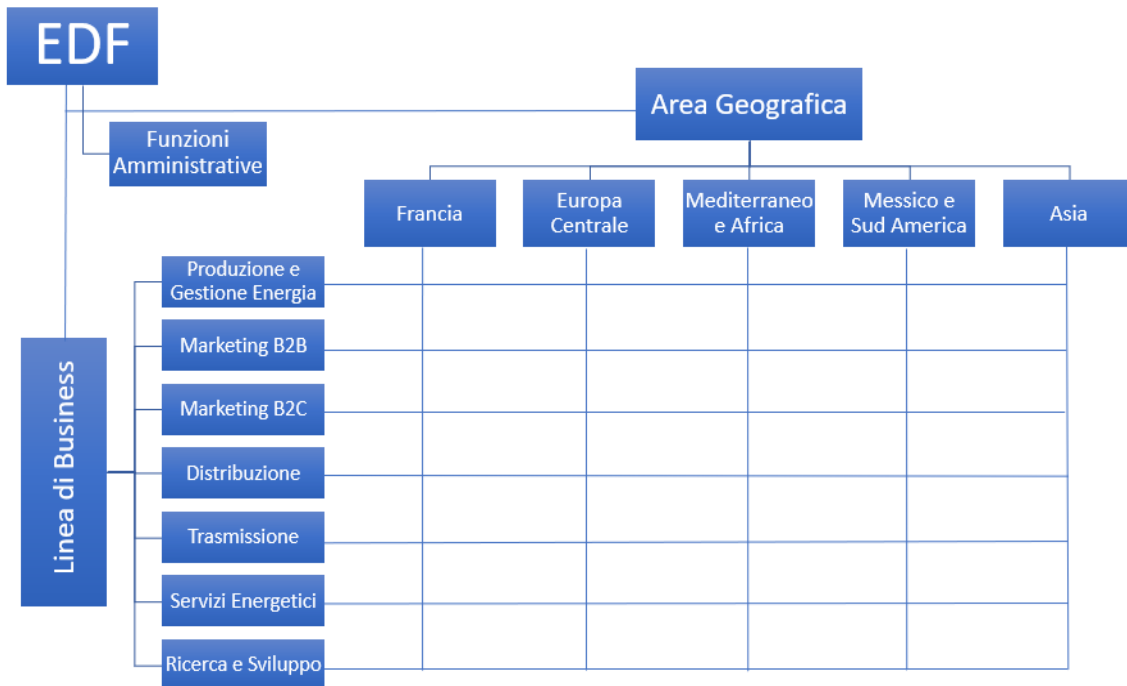 EDF
Area Geografica
Funzioni
Amministrative
Francia
Europa
Centrale
Mediterraneo
e Africa
Messico e
Sud America
Asia
Linea di Business
Produzione e
Gestione Energia
Marketing B2B
Marketing B2C
Distribuzione
Trasmissione
Servizi Energetici
Ricerca e Sviluppo